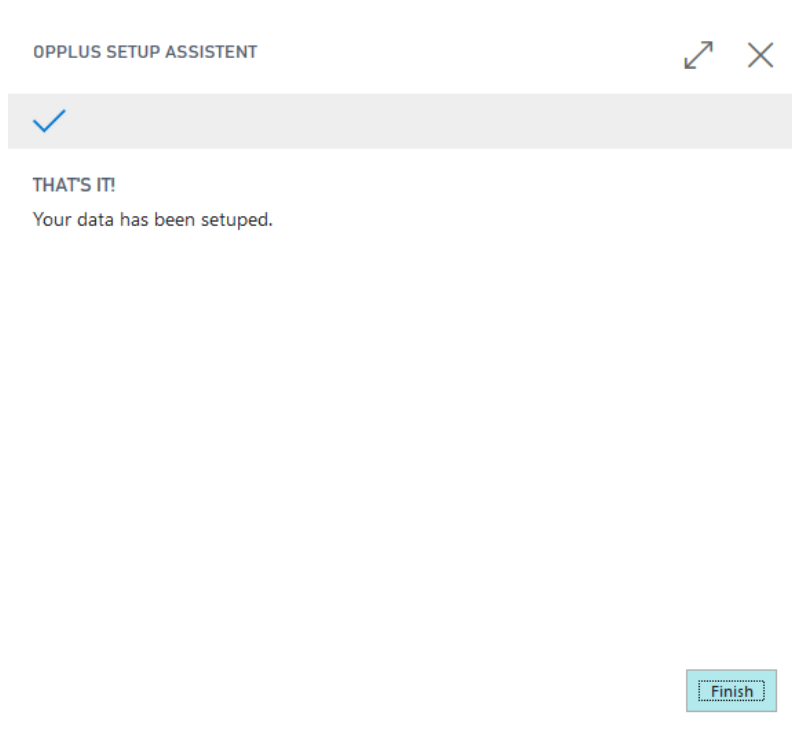 OPPLUS SETUP ASSISTENT
THAT'S IT!
Your data has been setuped.
Finish